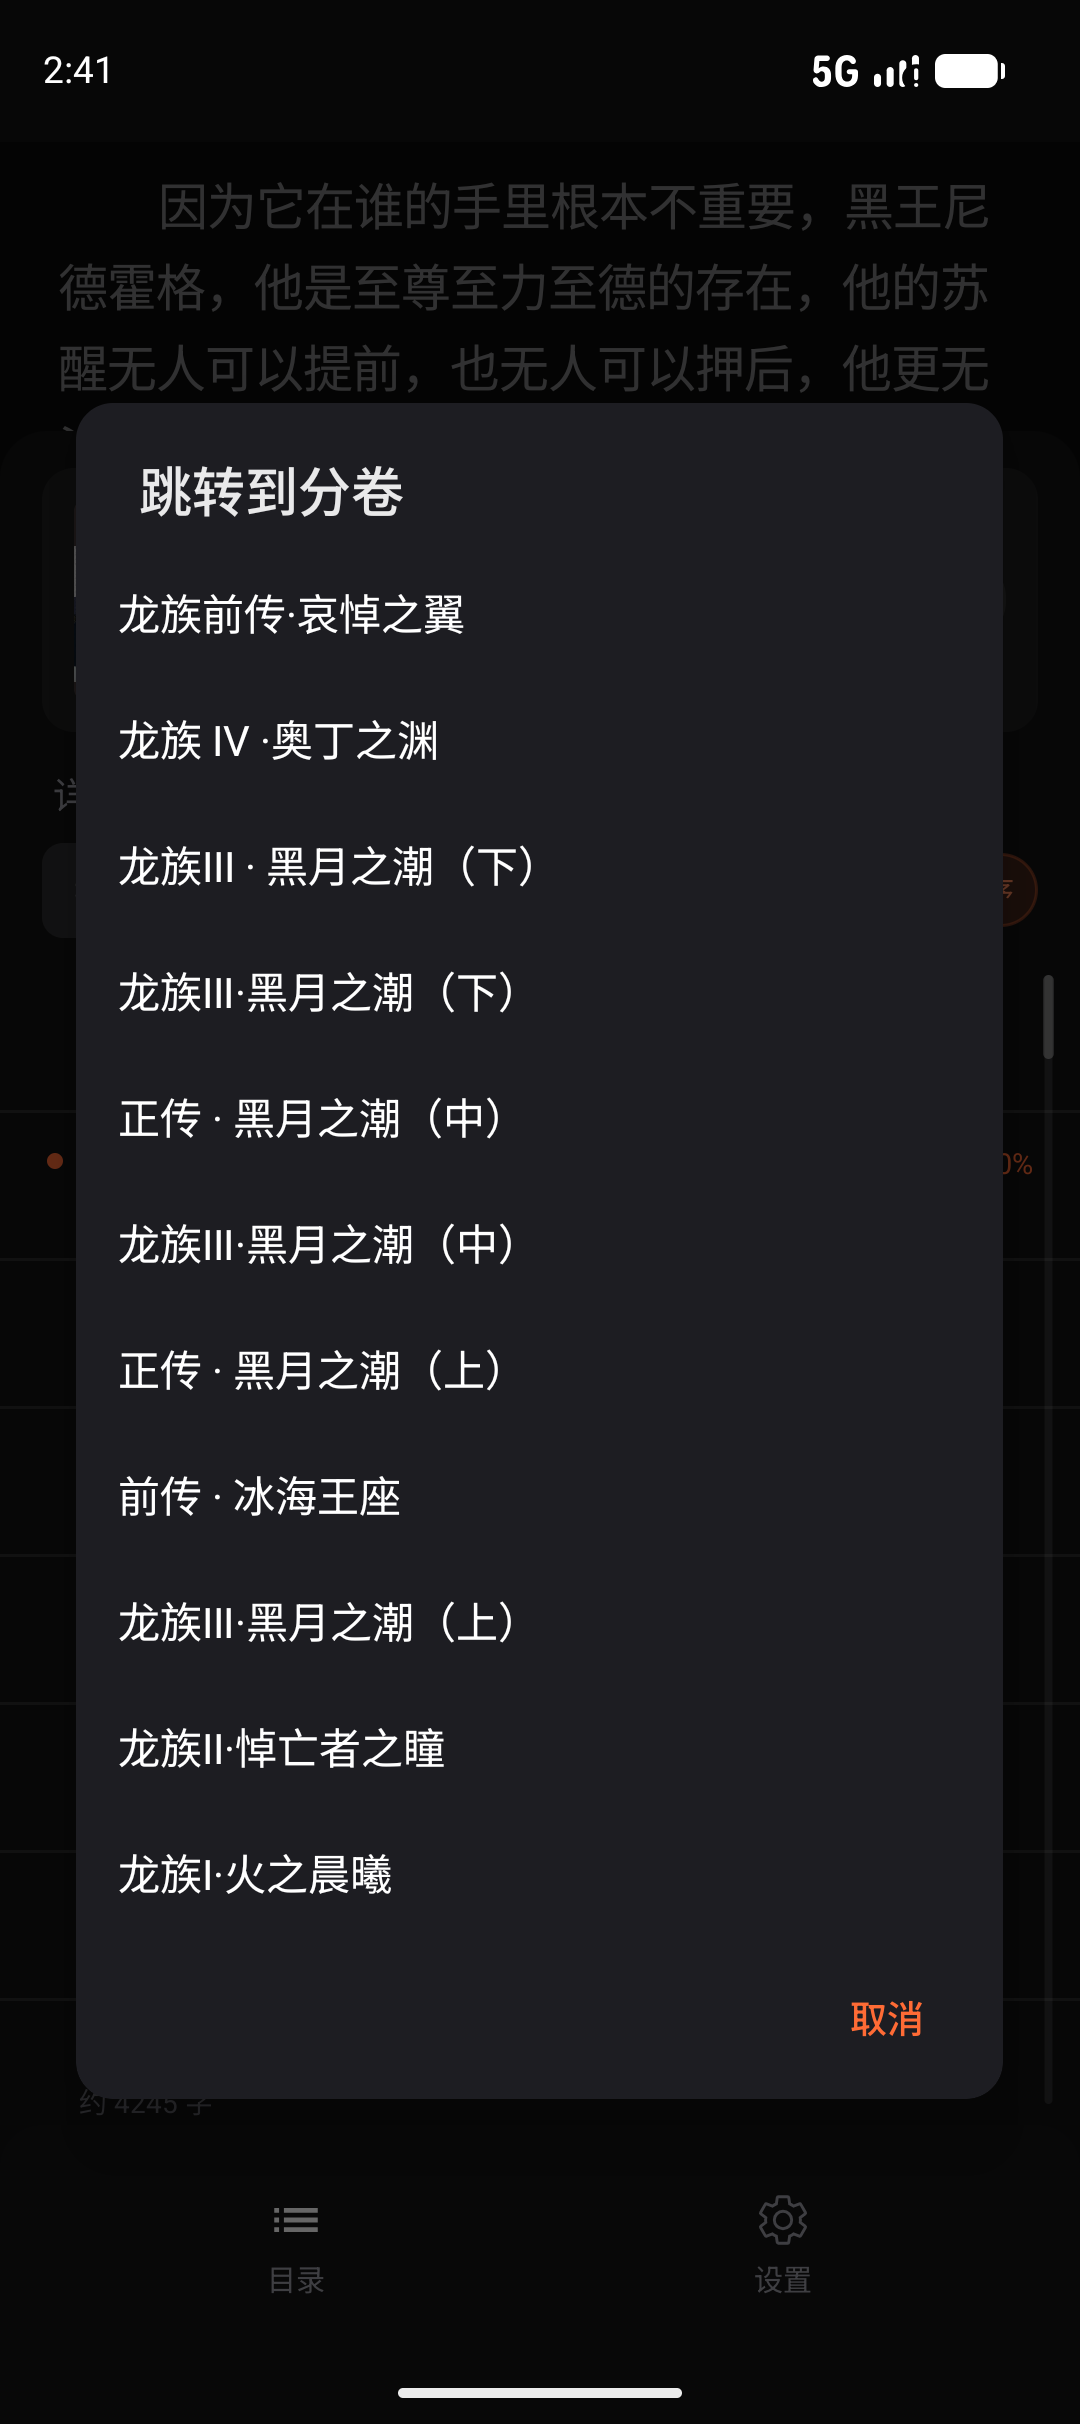 2:41
5G
因为它在谁的手里根本不重要，黑王尼
德霍格，他是至尊至力至德的存在，他的苏
醒无人可以提前，也无人可以押后，他更无
跳转到分卷
龙族前传·哀悼之翼
龙族 IV ·奥丁之渊
详
龙族III · 黑月之潮（下）
序
龙族III·黑月之潮（下）
正传 · 黑月之潮（中）
0%
龙族III·黑月之潮（中）
正传 · 黑月之潮（上）
前传 · 冰海王座
龙族III·黑月之潮（上）
龙族II·悼亡者之瞳
龙族I·火之晨曦
取消
约 4245 字
目录
设置